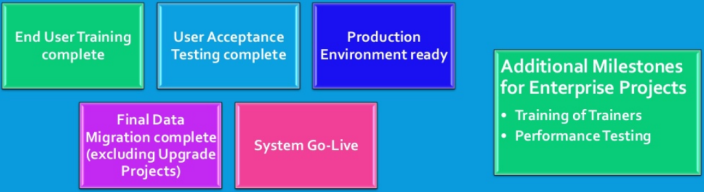 End User Training
complete
User Acceptance
Testing complete
Production
Environment ready
Final Data
Migration complete
(excluding Upgrade
Projects)
System Go-Live
Additional Milestones
for Enterprise Projects
• Training of Trainers
• Performance Testing